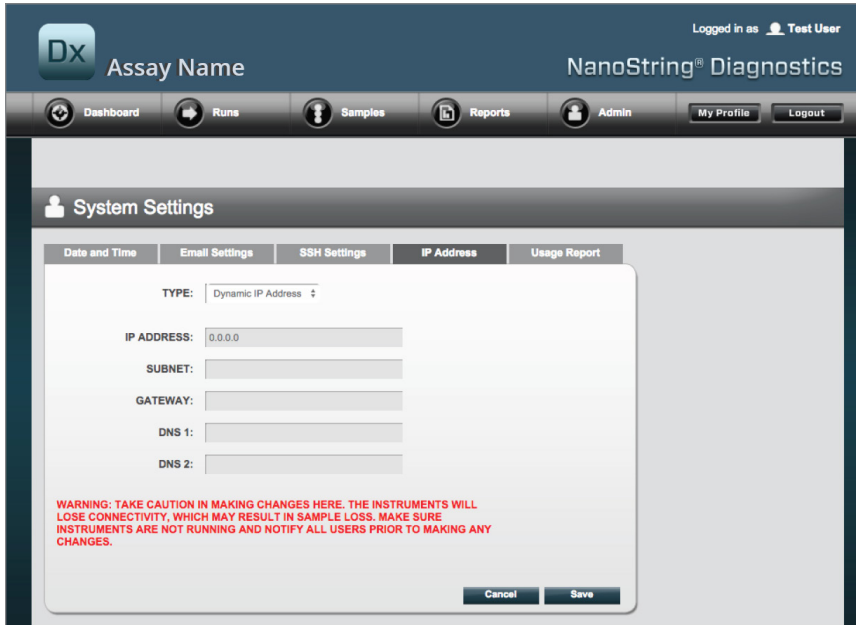 Logged in as Test User
Dx
Assay Name
NanoString® Diagnostics
Dashboard Runs Samples Reports Admin My Profile Logout
System Settings
Date and Time Email Settings SSH Settings IP Address Usage Report
TYPE: Dynamic IP Address
IP ADDRESS: 0.0.0.0
SUBNET:
GATEWAY:
DNS 1:
DNS 2:
WARNING: TAKE CAUTION IN MAKING CHANGES HERE. THE INSTRUMENTS WILL
LOSE CONNECTIVITY, WHICH MAY RESULT IN SAMPLE LOSS. MAKE SURE
INSTRUMENTS ARE NOT RUNNING AND NOTIFY ALL USERS PRIOR TO MAKING ANY
CHANGES.
Cancel Save